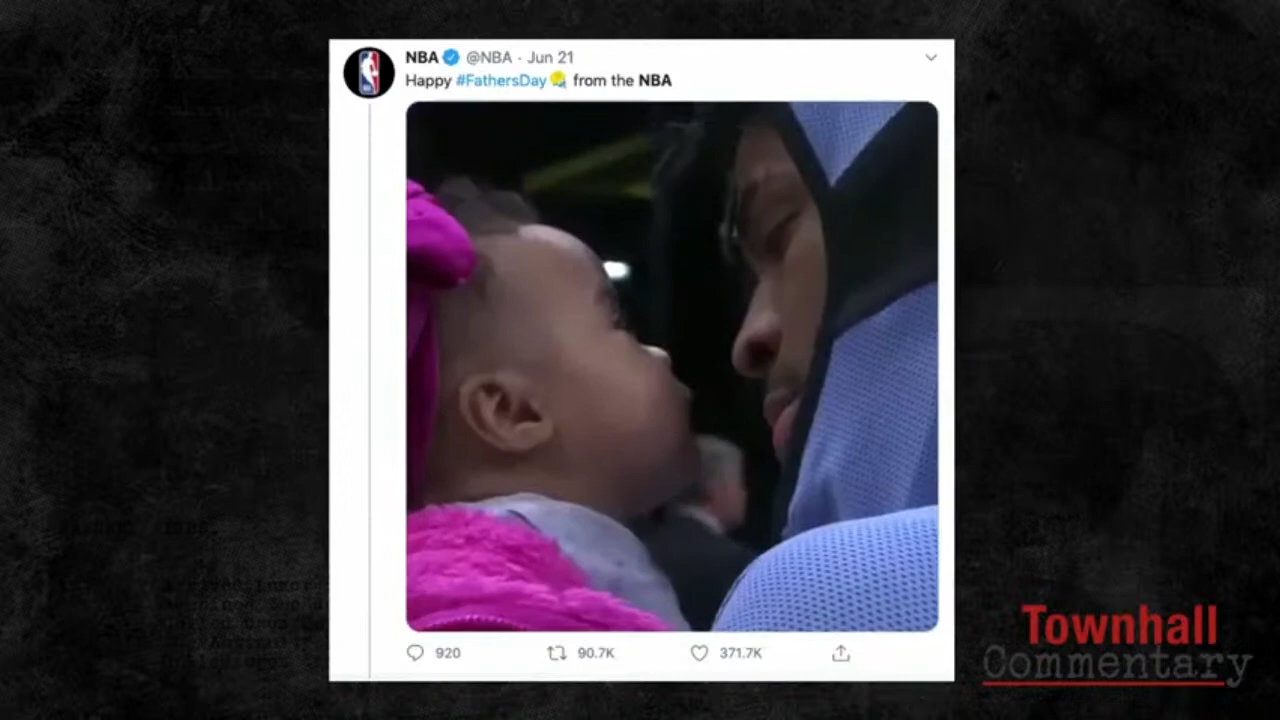 NBA @NBA · Jun 21
Happy #FathersDay from the NBA
920 90.7K 371.7K
Townhall
Commentary